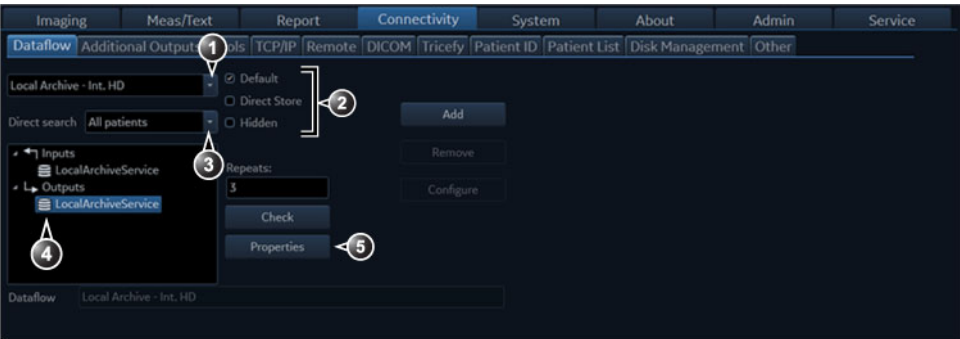 Imaging Meas/Text Report Connectivity System About Admin Service
Dataflow Additional Outputs ols TCP/IP Remote DICOM Tricefy Patient ID Patient List Disk Management Other
1
Local Archive - Int. HD Default
Direct Store 2
Add
Direct search All patients Hidden
3
Inputs Remove
LocalArchiveService Repeats:
Outputs 3 Configure
LocalArchiveService
Check
4 Properties 5
Dataflow Local Archive - Int. HD